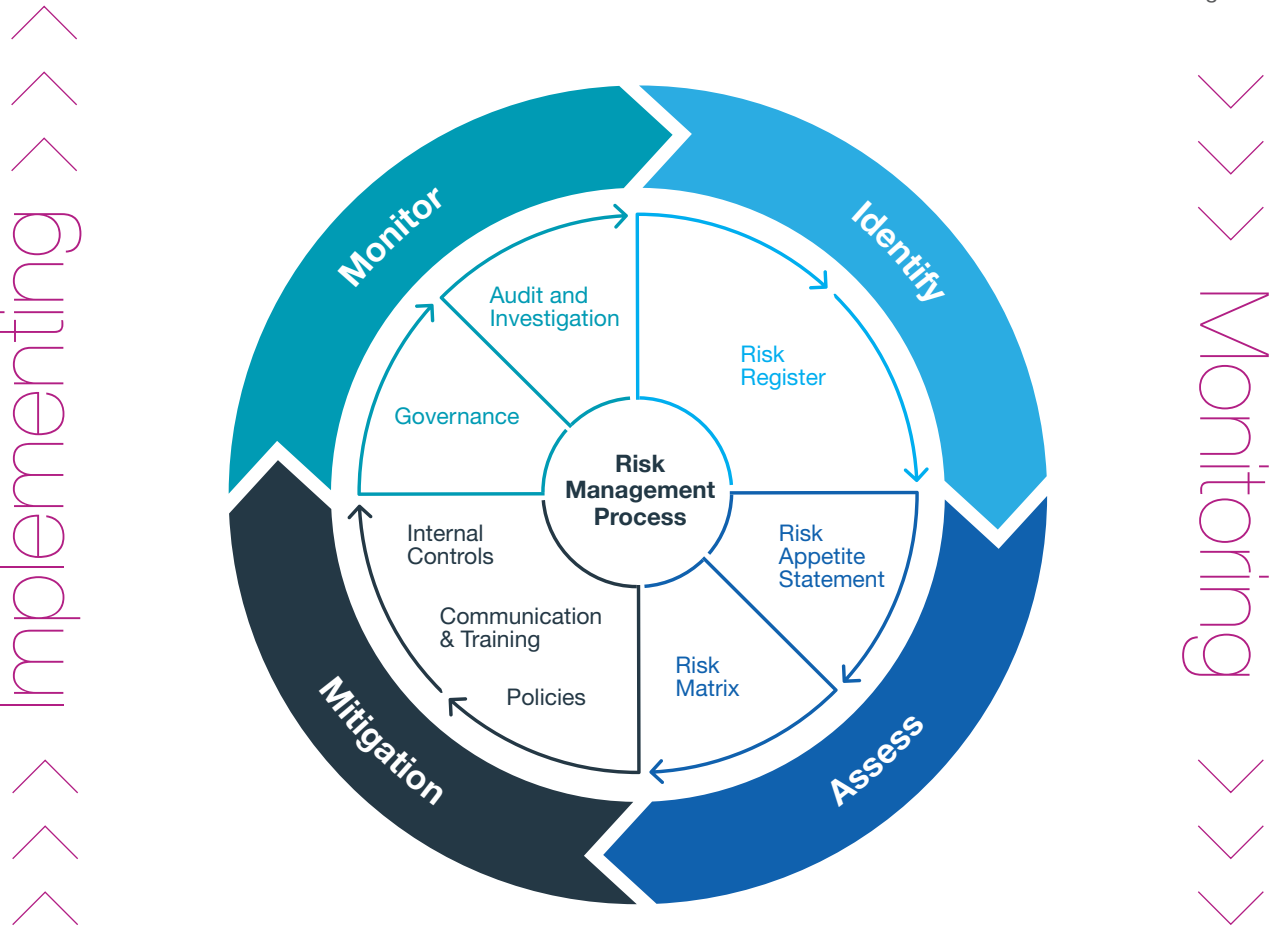 Implementing
Monitor
Identify
Audit and
Investigation
Risk
Register
Governance
Risk
Management
Process
Internal
Controls
Risk
Appetite
Statement
Communication
& Training
Risk
Matrix
Policies
Mitigation
Assess
Monitoring